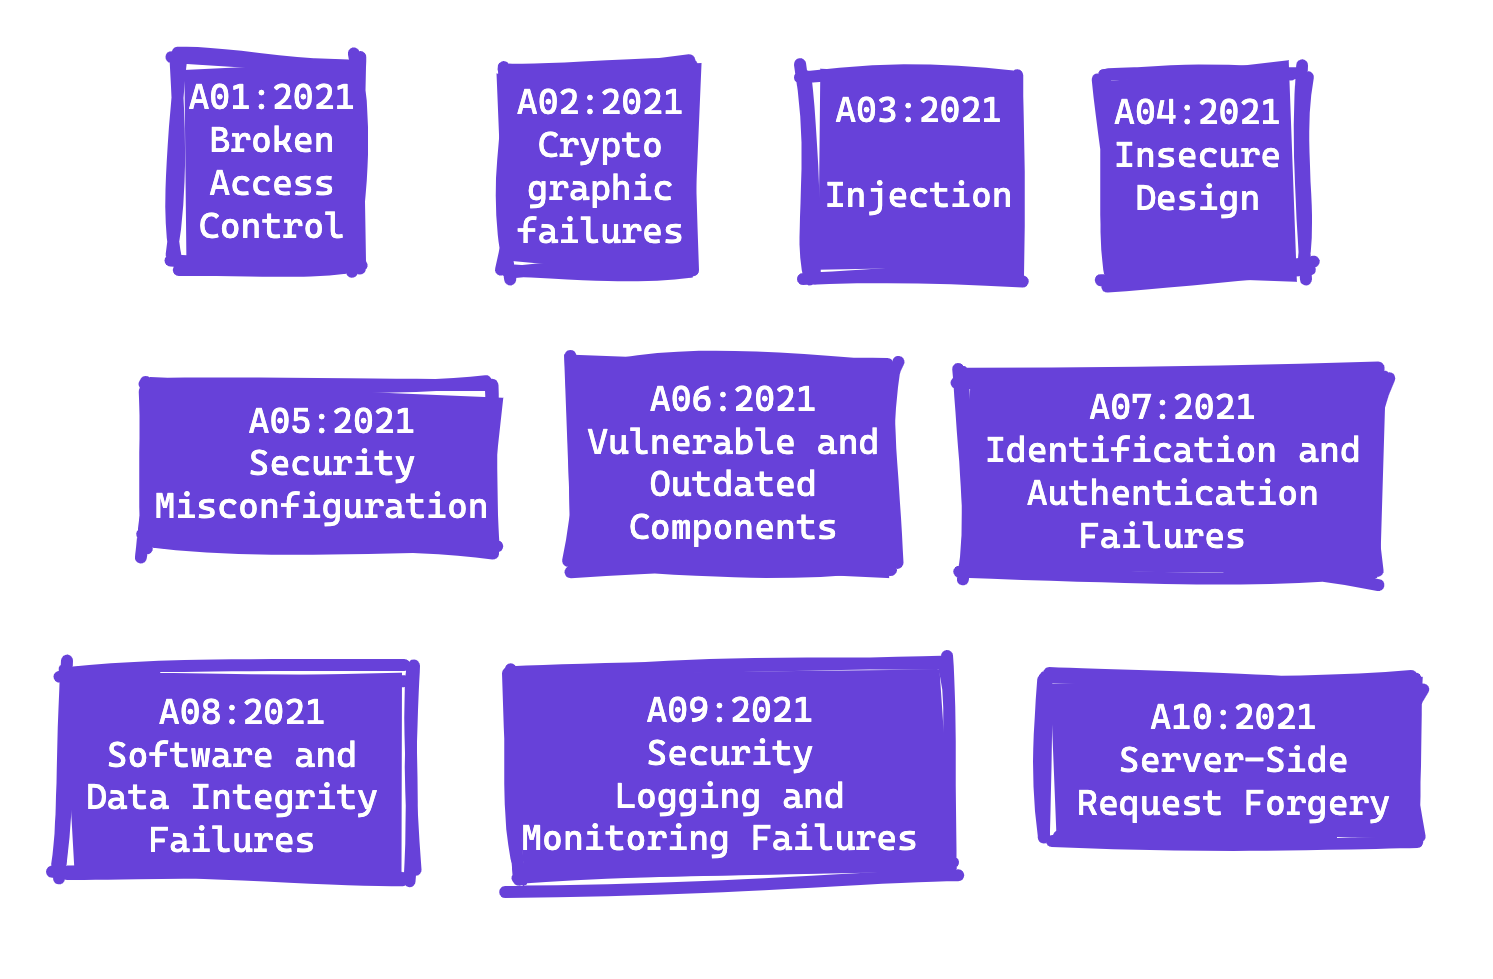 A01:2021
Broken
Access
Control
A02:2021
Crypto
graphic
failures
A03:2021
Injection
A04:2021
Insecure
Design
A05:2021
Security
Misconfiguration
A06:2021
Vulnerable and
Outdated
Components
A07:2021
Identification and
Authentication
Failures
A08:2021
Software and
Data Integrity
Failures
A09:2021
Security
Logging and
Monitoring Failures
A10:2021
Server-Side
Request Forgery